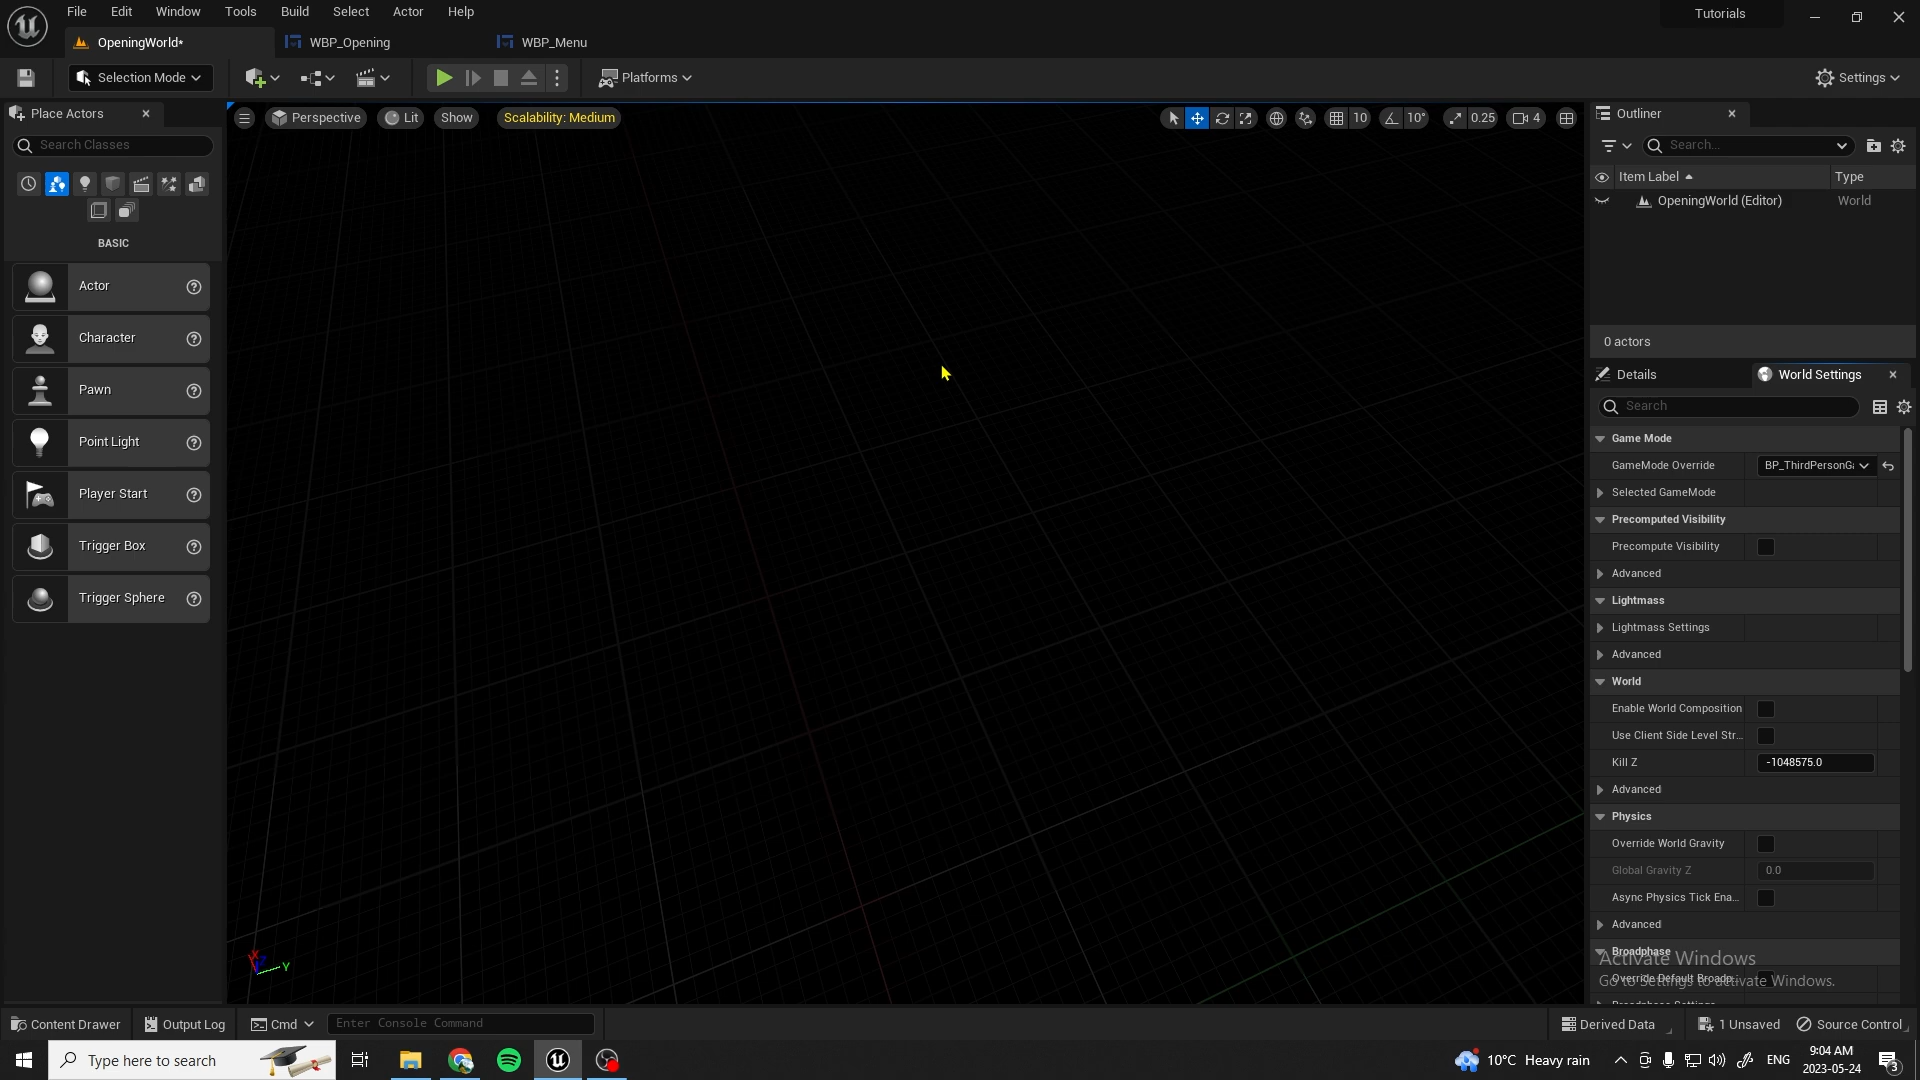 File Edit Window Tools Build Select Actor Help
Tutorials
OpeningWorld* WBP_Opening WBP_Menu
Selection Mode Platforms Settings
Place Actors
Search Classes
BASIC
Actor
Character
Pawn
Point Light
Player Start
Trigger Box
Trigger Sphere
Perspective Lit Show Scalability: Medium
10 10° 0.25 4
Outliner
Search...
Item Label Type
OpeningWorld (Editor) World
0 actors
Details World Settings
Search
Game Mode
GameMode Override BP_ThirdPersonGa
Selected GameMode
Precomputed Visibility
Precompute Visibility
Advanced
Lightmass
Lightmass Settings
Advanced
World
Enable World Composition
Use Client Side Level Str...
Kill Z -1048575.0
Advanced
Physics
Override World Gravity
Global Gravity Z 0.0
Async Physics Tick Ena...
Advanced
Broadphase
Activate Windows
Override Default Broadp
Go to Settings to activate Windows.
X
Y
Content Drawer Output Log Cmd Enter Console Command
Derived Data 1 Unsaved Source Control
Type here to search
10°C Heavy rain ENG
9:04 AM
2023-05-24
3